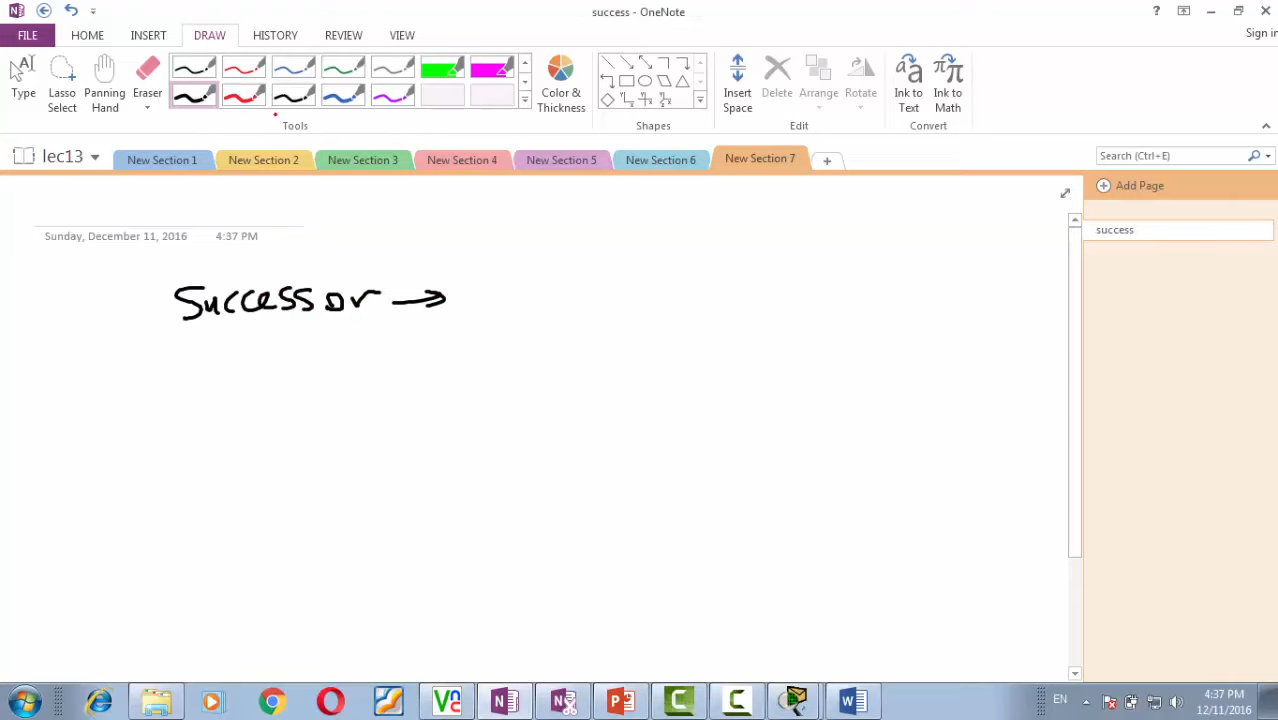 success - OneNote
?
Sign in
FILE HOME INSERT DRAW HISTORY REVIEW VIEW
Type
Lasso Select
Panning Hand
Eraser
Color & Thickness
Insert Space
Delete
Arrange
Rotate
Ink to Text
Ink to Math
Tools
Shapes
Edit
Convert
lec13
New Section 1
New Section 2
New Section 3
New Section 4
New Section 5
New Section 6
New Section 7
Search (Ctrl+E)
Add Page
success
Sunday, December 11, 2016 4:37 PM
Successor →
EN
4:37 PM
12/11/2016